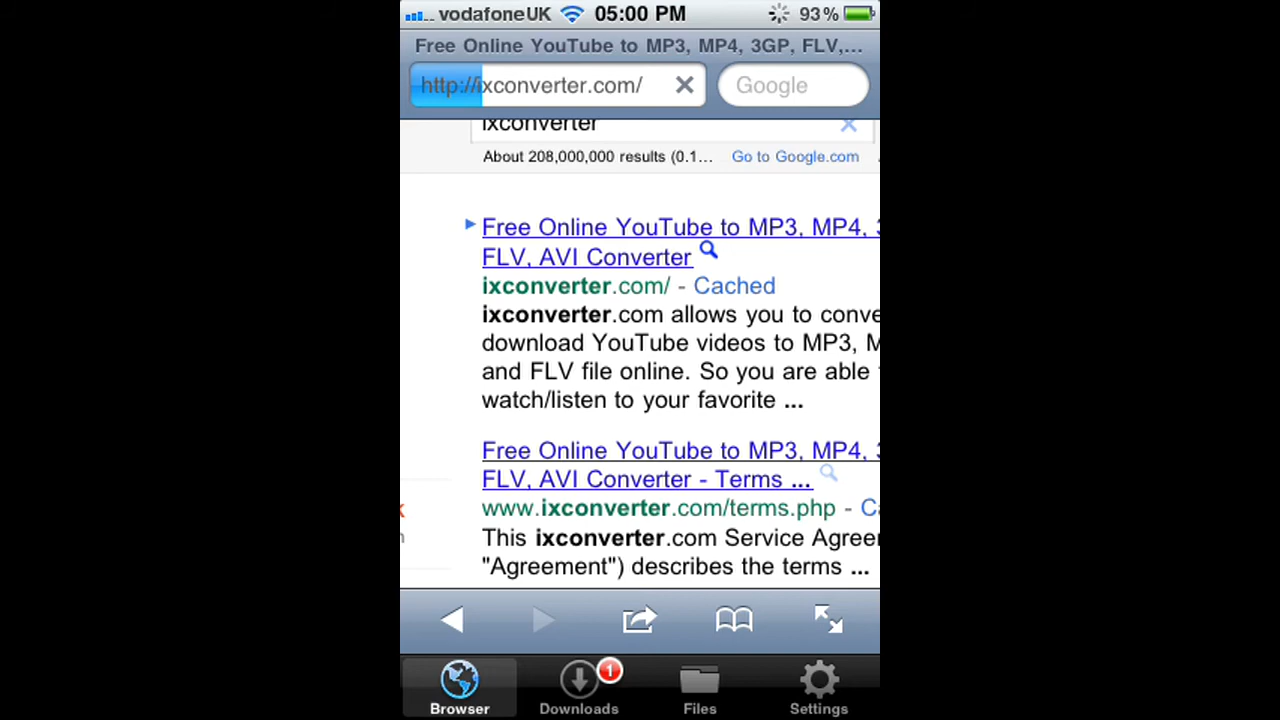 vodafoneUK 05:00 PM 93%
Free Online YouTube to MP3, MP4, 3GP, FLV,...
http://ixconverter.com/ Google
ixconverter
About 208,000,000 results (0.1... Go to Google.com
Free Online YouTube to MP3, MP4,
FLV, AVI Converter
ixconverter.com/ - Cached
ixconverter.com allows you to conve
download YouTube videos to MP3, M
and FLV file online. So you are able
watch/listen to your favorite ...
Free Online YouTube to MP3, MP4,
FLV, AVI Converter - Terms ...
www.ixconverter.com/terms.php - Ca
This ixconverter.com Service Agreer
"Agreement") describes the terms ...
1
Browser Downloads Files Settings